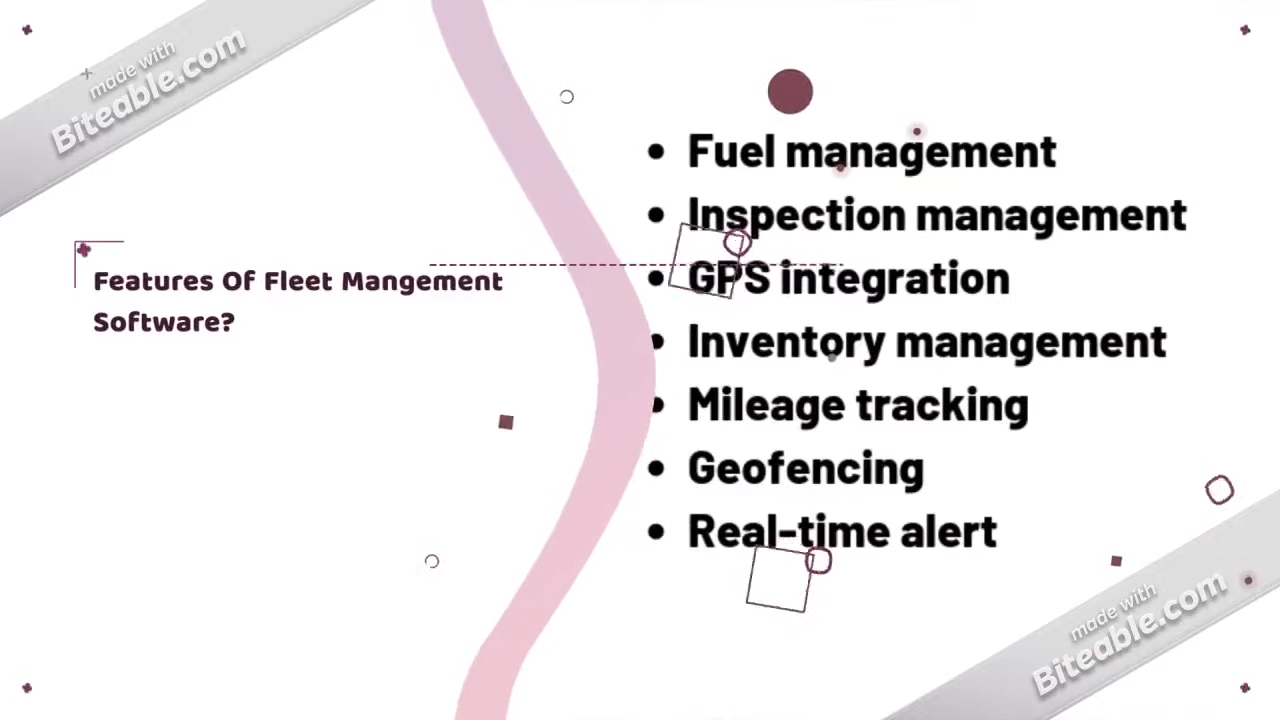 made with
Biteable.com
Features Of Fleet Mangement
Software?
• Fuel management
• Inspection management
• GPS integration
• Inventory management
• Mileage tracking
• Geofencing
• Real-time alert
made with
Biteable.com